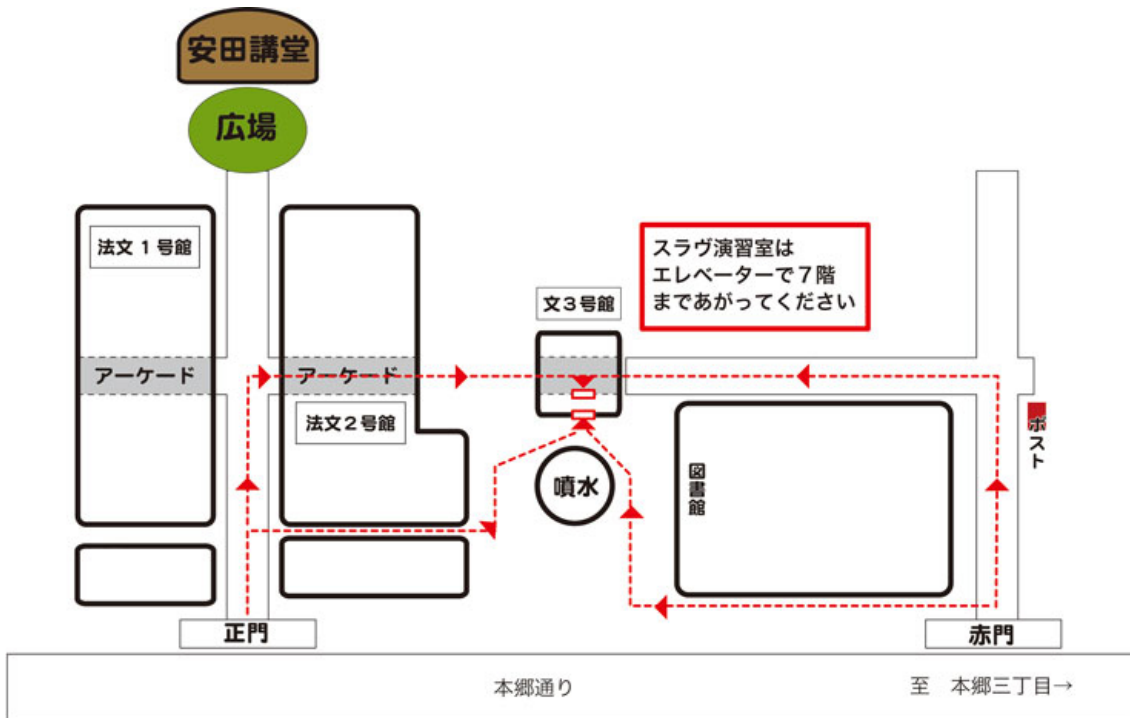 安田講堂
広場
法文1号館
スラヴ演習室は
エレベーターで7階
まであがってください
文3号館
アーケード
アーケード
法文2号館
ポスト
図書館
噴水
正門
赤門
本郷通り
至 本郷三丁目→